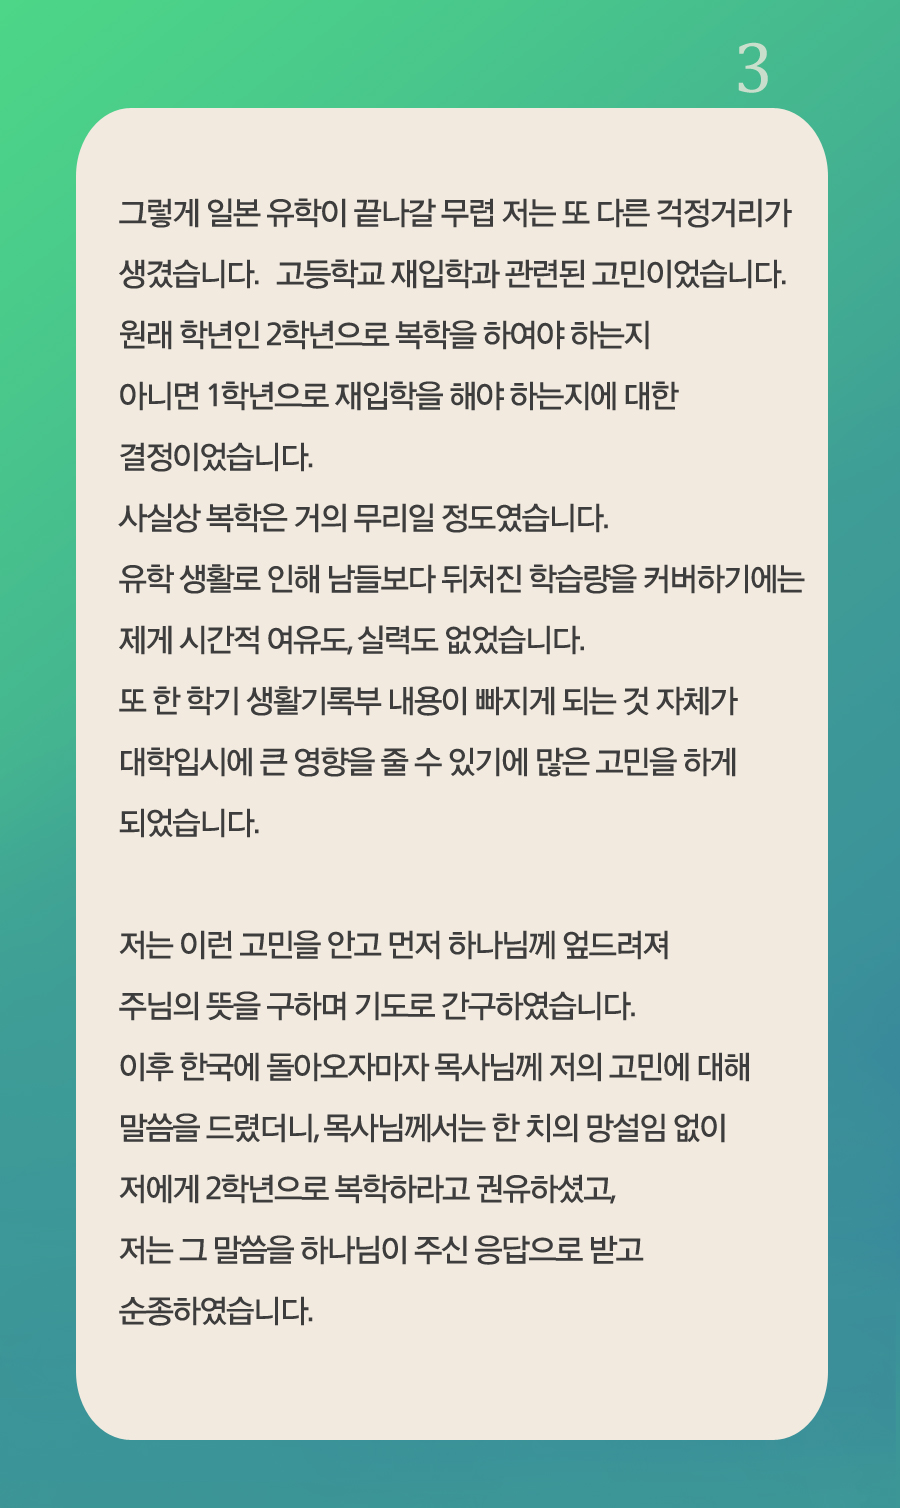 3
그렇게 일본 유학이 끝나갈 무렵 저는 또 다른 걱정거리가
생겼습니다. 고등학교 재입학과 관련된 고민이었습니다.
원래 학년인 2학년으로 복학을 하여야 하는지
아니면 1학년으로 재입학을 해야 하는지에 대한
결정이었습니다.
사실상 복학은 거의 무리일 정도였습니다.
유학 생활로 인해 남들보다 뒤처진 학습량을 커버하기에는
제게 시간적 여유도, 실력도 없었습니다.
또 한 학기 생활기록부 내용이 빠지게 되는 것 자체가
대학입시에 큰 영향을 줄 수 있기에 많은 고민을 하게
되었습니다.
저는 이런 고민을 안고 먼저 하나님께 엎드려져
주님의 뜻을 구하며 기도로 간구하였습니다.
이후 한국에 돌아오자마자 목사님께 저의 고민에 대해
말씀을 드렸더니, 목사님께서는 한 치의 망설임 없이
저에게 2학년으로 복학하라고 권유하셨고,
저는 그 말씀을 하나님이 주신 응답으로 받고
순종하였습니다.